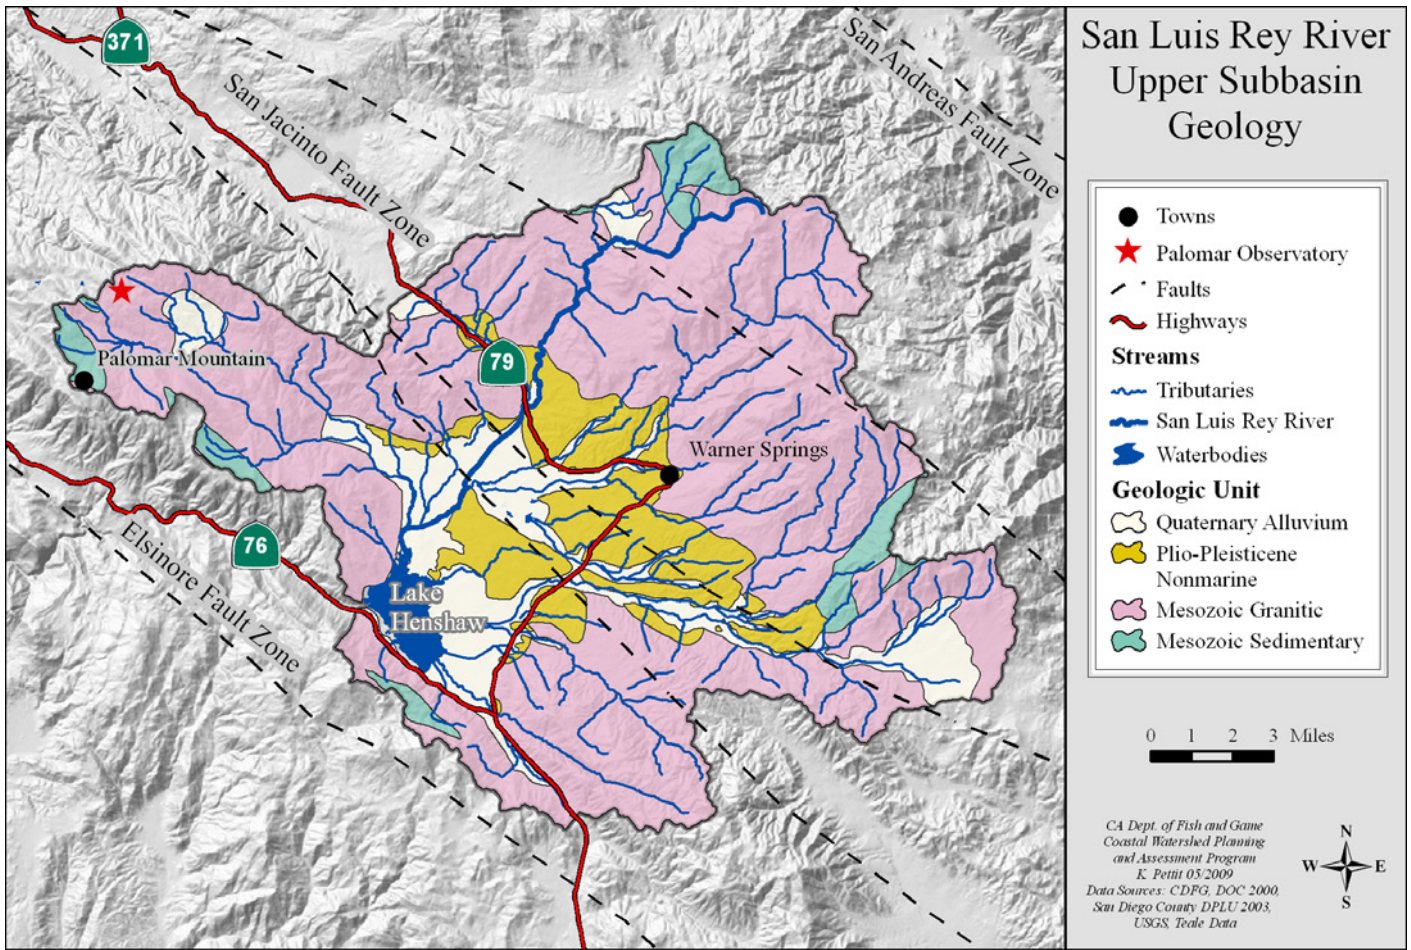 371
San Jacinto Fault Zone
San Andreas Fault Zone
79
Palomar Mountain
Warner Springs
76
Elsinore Fault Zone
Lake
Henshaw
San Luis Rey River
Upper Subbasin
Geology
Towns
Palomar Observatory
Faults
Highways
Streams
Tributaries
San Luis Rey River
Waterbodies
Geologic Unit
Quaternary Alluvium
Plio-Pleisticene
Nonmarine
Mesozoic Granitic
Mesozoic Sedimentary
0 1 2 3 Miles
CA Dept. of Fish and Game
Coastal Watershed Planning
and Assessment Program
K. Pettit 05/2009
Data Sources: CDFG, DOC 2000,
San Diego County DPLU 2003,
USGS, Teale Data
N
W E
S